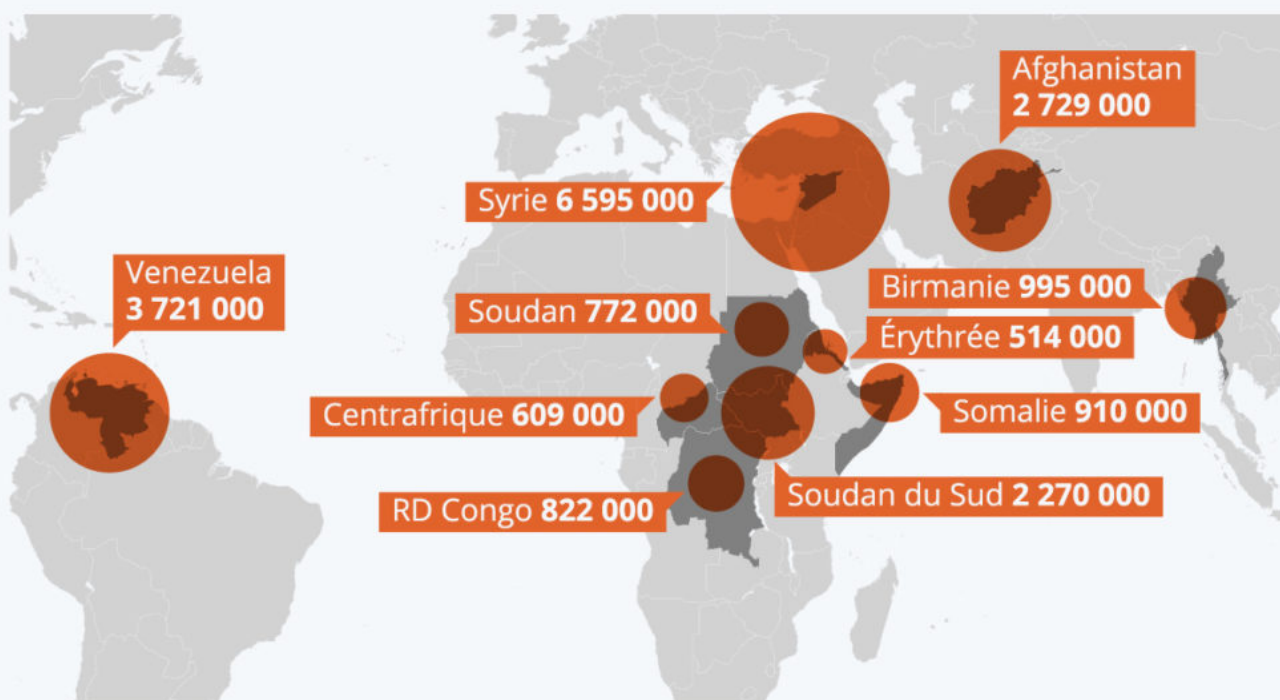 Afghanistan
2 729 000
Syrie 6 595 000
Venezuela
3 721 000
Birmanie 995 000
Soudan 772 000
Érythrée 514 000
Centrafrique 609 000
Somalie 910 000
Soudan du Sud 2 270 000
RD Congo 822 000